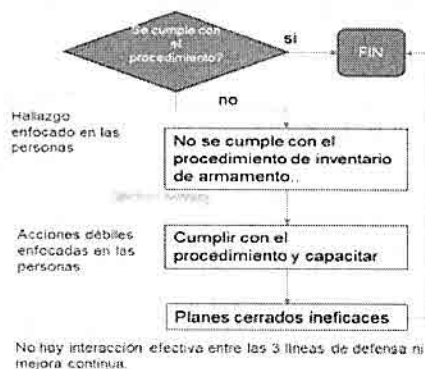 Se cumple con
el
procedimiento?
si
FIN
no
Hallazgo
enfocado en las
personas
No se cumple con el
procedimiento de inventario
de armamento..
Acciones débiles
enfocadas en las
personas
Cumplir con el
procedimiento y capacitar
Planes cerrados ineficaces
No hay interacción efectiva entre las 3 líneas de defensa ni
mejora continua.